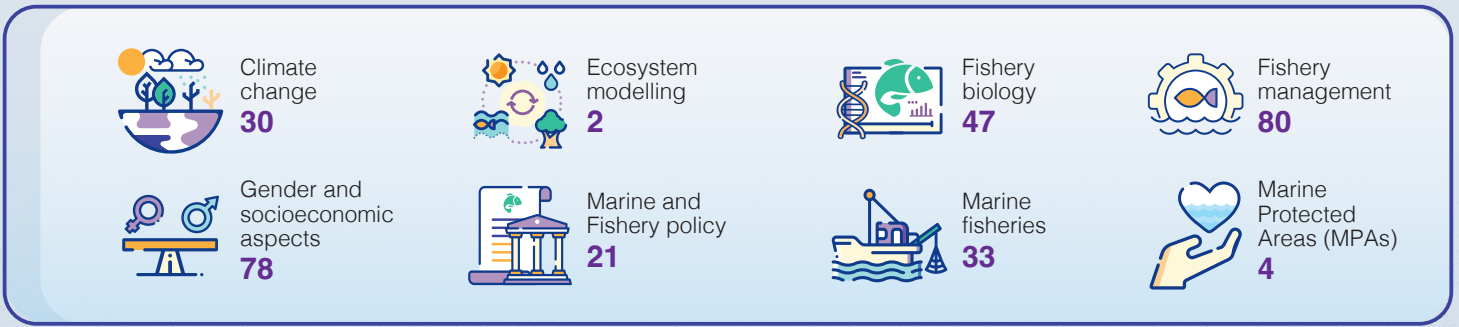 Climate
change
30
Ecosystem
modelling
2
Fishery
biology
47
Fishery
management
80
Gender and
socioeconomic
aspects
78
Marine and
Fishery policy
21
Marine
fisheries
33
Marine
Protected
Areas (MPAs)
4